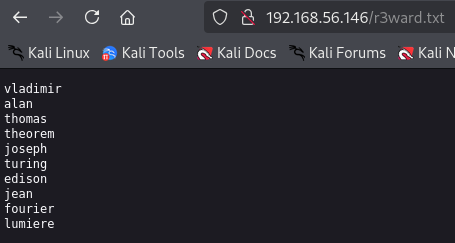 192.168.56.146/r3ward.txt
Kali Linux Kali Tools Kali Docs Kali Forums Kali N
vladimir
alan
thomas
theorem
joseph
turing
edison
jean
fourier
lumiere